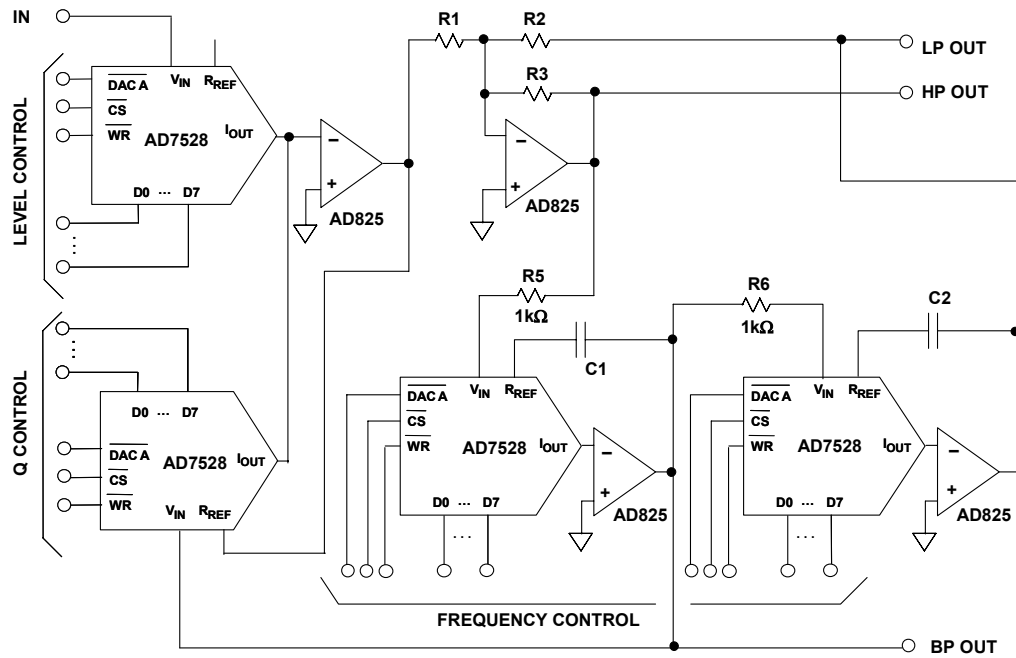 IN
LEVEL CONTROL
DAC A
CS
WR
VIN
RREF
IOUT
AD7528
D0 ... D7
AD825
R1
R2
R3
LP OUT
HP OUT
AD825
R5
1kΩ
R6
1kΩ
C1
C2
Q CONTROL
D0 ... D7
DAC A
CS
WR
IOUT
AD7528
VIN
RREF
DAC A
CS
WR
VIN
RREF
IOUT
AD7528
D0 ... D7
AD825
DAC A
CS
WR
VIN
RREF
IOUT
AD7528
D0 ... D7
AD825
FREQUENCY CONTROL
BP OUT